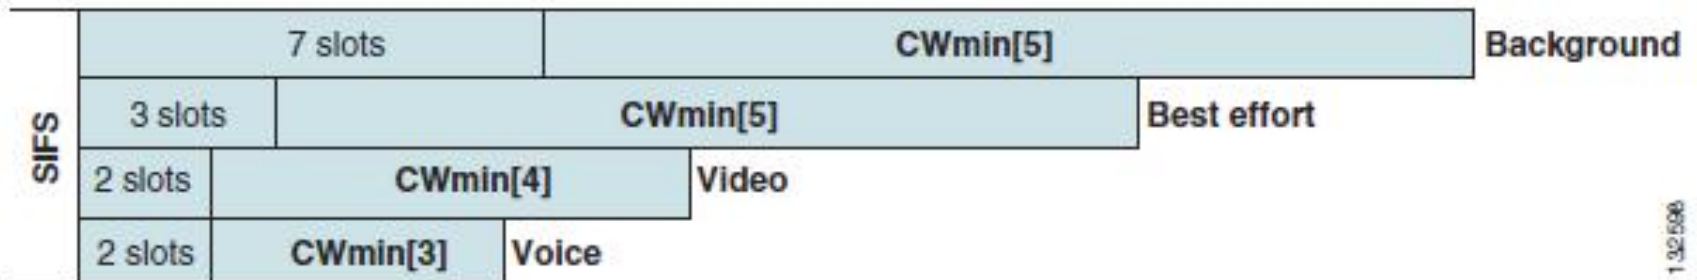 7 slots CWmin[5] Background
3 slots CWmin[5] Best effort
SIFS
2 slots CWmin[4] Video
2 slots CWmin[3] Voice
132598